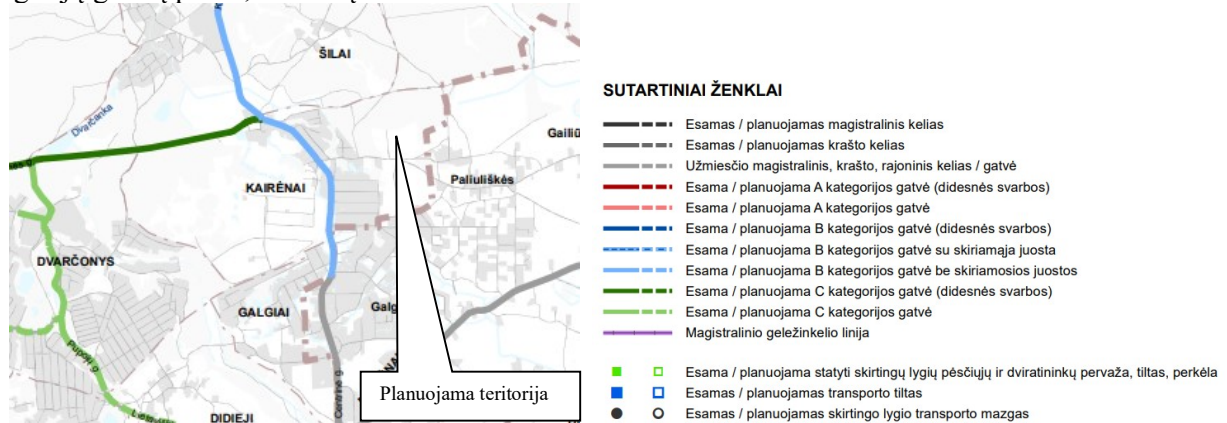 ŠILAI
Dvarčanka
KAIRĖNAI
Paliuliškės
DVARČONYS
GALGIAI
Pupojų g.
Centrinė g.
DIDIEJI
Planuojama teritorija
SUTARTINIAI ŽENKLAI
Esamas / planuojamas magistralinis kelias
Esamas / planuojamas krašto kelias
Užmiesčio magistralinis, krašto, rajoninis kelias / gatvė
Esama / planuojama A kategorijos gatvė (didesnės svarbos)
Esama / planuojama A kategorijos gatvė
Esama / planuojama B kategorijos gatvė (didesnės svarbos)
Esama / planuojama B kategorijos gatvė su skiriamąja juosta
Esama / planuojama B kategorijos gatvė be skiriamosios juostos
Esama / planuojama C kategorijos gatvė (didesnės svarbos)
Esama / planuojama C kategorijos gatvė
Magistralinio geležinkelio linija
Esama / planuojama statyti skirtingų lygių pėsčiųjų ir dviratininkų pervaža, tiltas, perkėla
Esamas / planuojamas transporto tiltas
Esamas / planuojamas skirtingo lygio transporto mazgas